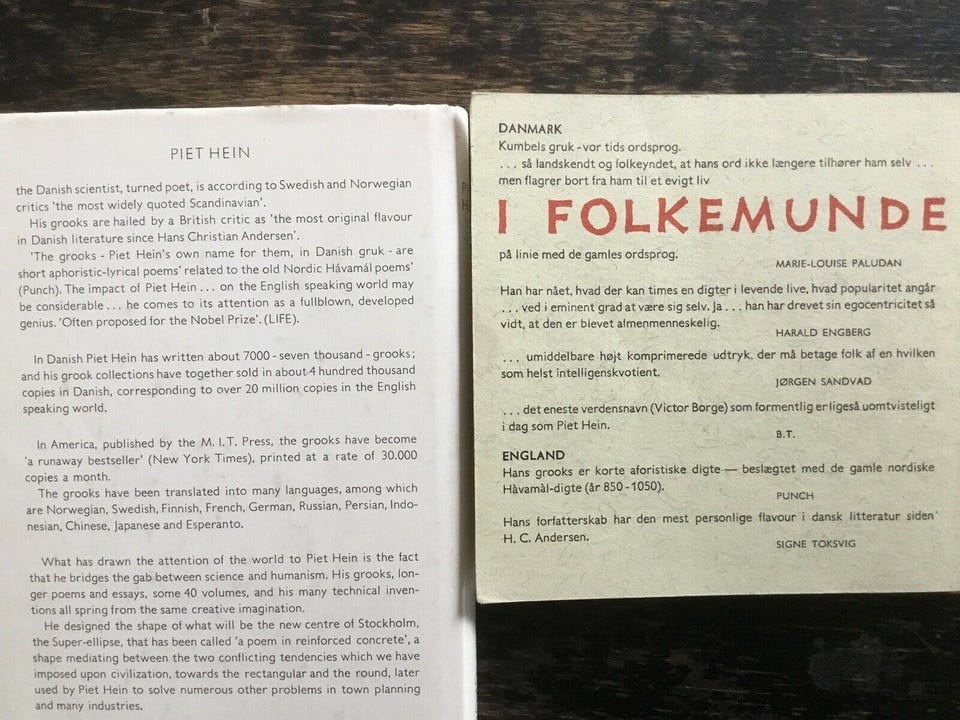 PIET HEIN
the Danish scientist, turned poet, is according to Swedish and Norwegian
critics 'the most widely quoted Scandinavian'.
His grooks are hailed by a British critic as 'the most original flavour
in Danish literature since Hans Christian Andersen'.
'The grooks - Piet Hein's own name for them, in Danish gruk - are
short aphoristic-lyrical poems' related to the old Nordic Hávamál poems'
(Punch). The impact of Piet Hein . . . on the English speaking world may
be considerable . . . he comes to its attention as a fullblown, developed
genius. 'Often proposed for the Nobel Prize'. (LIFE).
In Danish Piet Hein has written about 7000 - seven thousand - grooks;
and his grook collections have together sold in about 4 hundred thousand
copies in Danish, corresponding to over 20 million copies in the English
speaking world.
In America, published by the M. I. T. Press, the grooks have become
'a runaway bestseller' (New York Times), printed at a rate of 30.000
copies a month.
The grooks have been translated into many languages, among which
are Norwegian, Swedish, Finnish, French, German, Russian, Persian, Indo-
nesian, Chinese, Japanese and Esperanto.
What has drawn the attention of the world to Piet Hein is the fact
that he bridges the gab between science and humanism. His grooks, lon-
ger poems and essays, some 40 volumes, and his many technical inven-
tions all spring from the same creative imagination.
He designed the shape of what will be the new centre of Stockholm,
the Super-ellipse, that has been called 'a poem in reinforced concrete', a
shape mediating between the two conflicting tendencies which we have
imposed upon civilization, towards the rectangular and the round, later
used by Piet Hein to solve numerous other problems in town planning
and many industries.
DANMARK
Kumbels gruk - vor tids ordsprog.
. . . så landskendt og folkeyndet, at hans ord ikke længere tilhører ham selv . . .
men flagrer bort fra ham til et evigt liv
I FOLKEMUNDE
på linie med de gamles ordsprog.
MARIE-LOUISE PALUDAN
Han har nået, hvad der kan times en digter i levende live, hvad popularitet angår
. . . ved i eminent grad at være sig selv. Ja . . . han har drevet sin egocentricitet så
vidt, at den er blevet almenmenneskelig.
HARALD ENGBERG
. . . umiddelbare højt komprimerede udtryk, der må betage folk af en hvilken
som helst intelligenskvotient.
JØRGEN SANDVAD
. . . det eneste verdensnavn (Victor Borge) som formentlig er ligeså uomtvisteligt
i dag som Piet Hein.
B.T.
ENGLAND
Hans grooks er korte aforistiske digte — beslægtet med de gamle nordiske
Hàvamàl-digte (år 850 - 1050).
PUNCH
Hans forfatterskab har den mest personlige flavour i dansk litteratur siden
H. C. Andersen.
SIGNE TOKSVIG